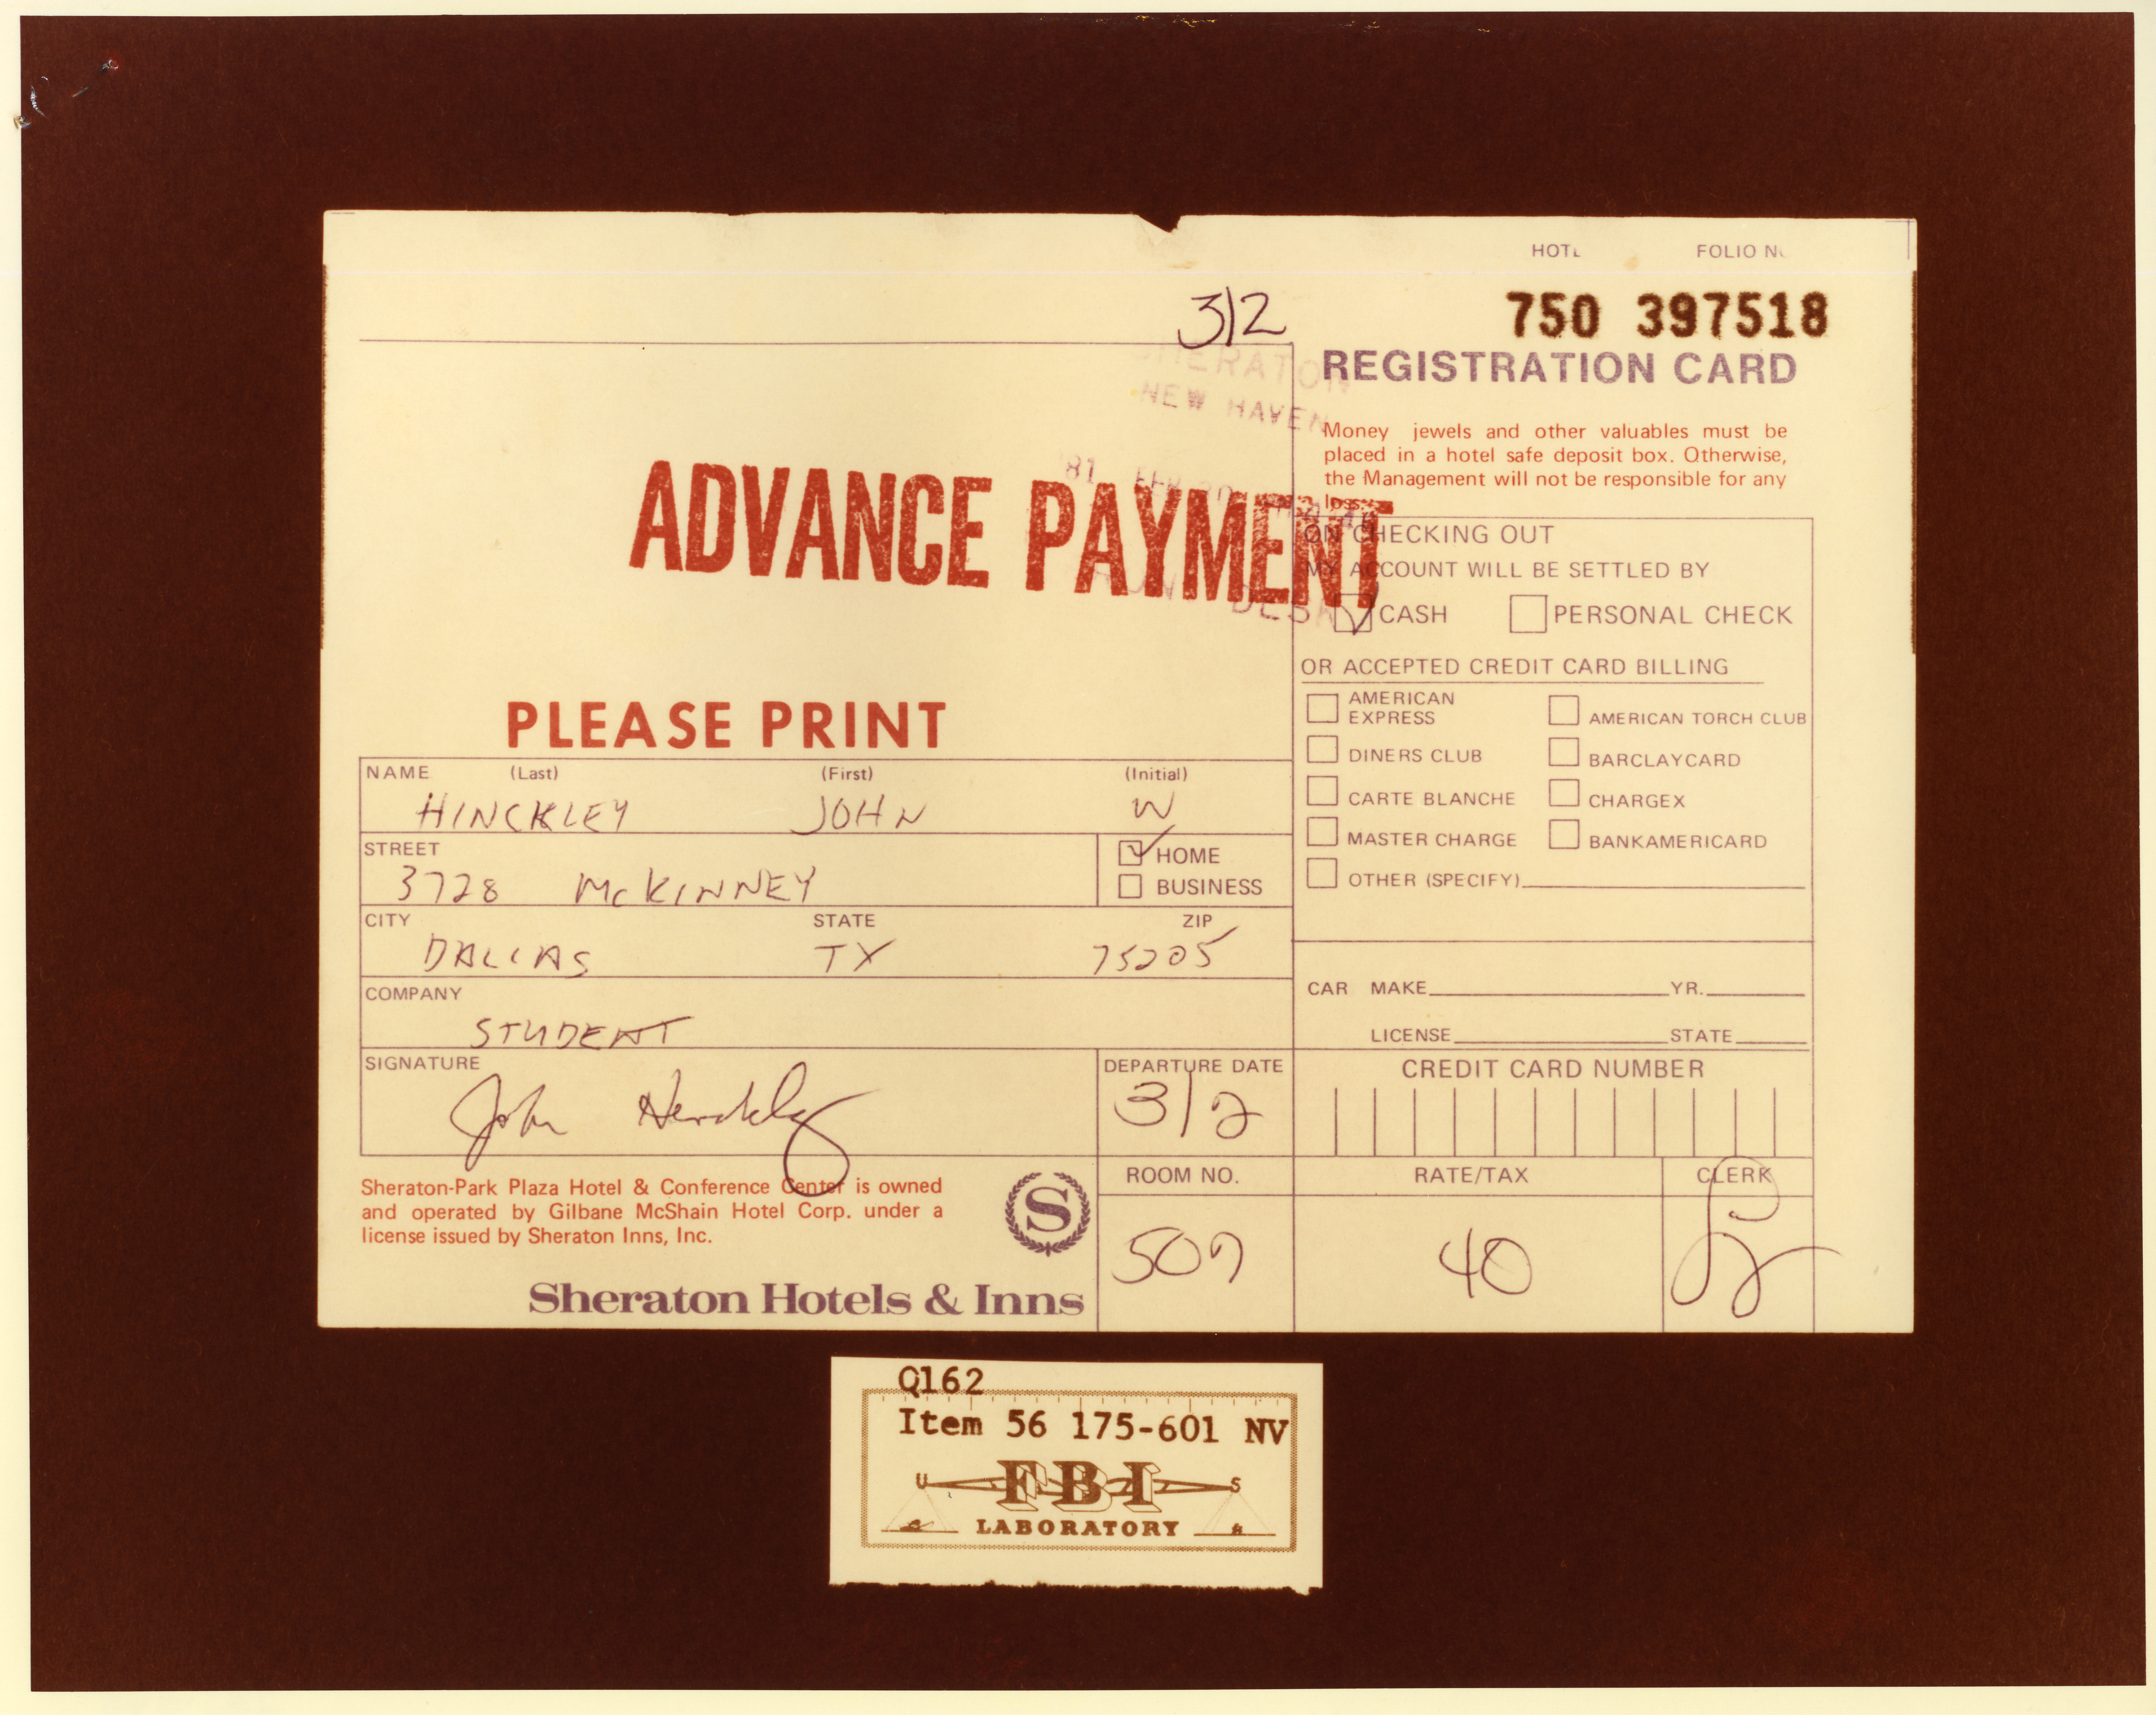 HOT FOLIO N
750 397518
3/2
REGISTRATION CARD
SHERATON
NEW HAVEN
Money jewels and other valuables must be
placed in a hotel safe deposit box. Otherwise,
the Management will not be responsible for any
loss.
'81 FEB
ADVANCE PAYMENT
DESK
ON CHECKING OUT
MY ACCOUNT WILL BE SETTLED BY
CASH PERSONAL CHECK
OR ACCEPTED CREDIT CARD BILLING
AMERICAN
EXPRESS
AMERICAN TORCH CLUB
DINERS CLUB BARCLAYCARD
CARTE BLANCHE CHARGEX
MASTER CHARGE BANKAMERICARD
OTHER (SPECIFY)
PLEASE PRINT
NAME (Last) (First) (Initial)
HINCKLEY JOHN W
STREET
3728 McKINNEY
HOME
BUSINESS
CITY STATE ZIP
DALLAS TX 75205
COMPANY
STUDENT
CAR MAKE YR.
LICENSE STATE
SIGNATURE
John Hinckley
DEPARTURE DATE
3/2
CREDIT CARD NUMBER
Sheraton-Park Plaza Hotel & Conference Center is owned
and operated by Gilbane McShain Hotel Corp. under a
license issued by Sheraton Inns, Inc.
S
Sheraton Hotels & Inns
ROOM NO. RATE/TAX CLERK
507 40
Q162
Item 56 175-601 NV
U FBI S
LABORATORY